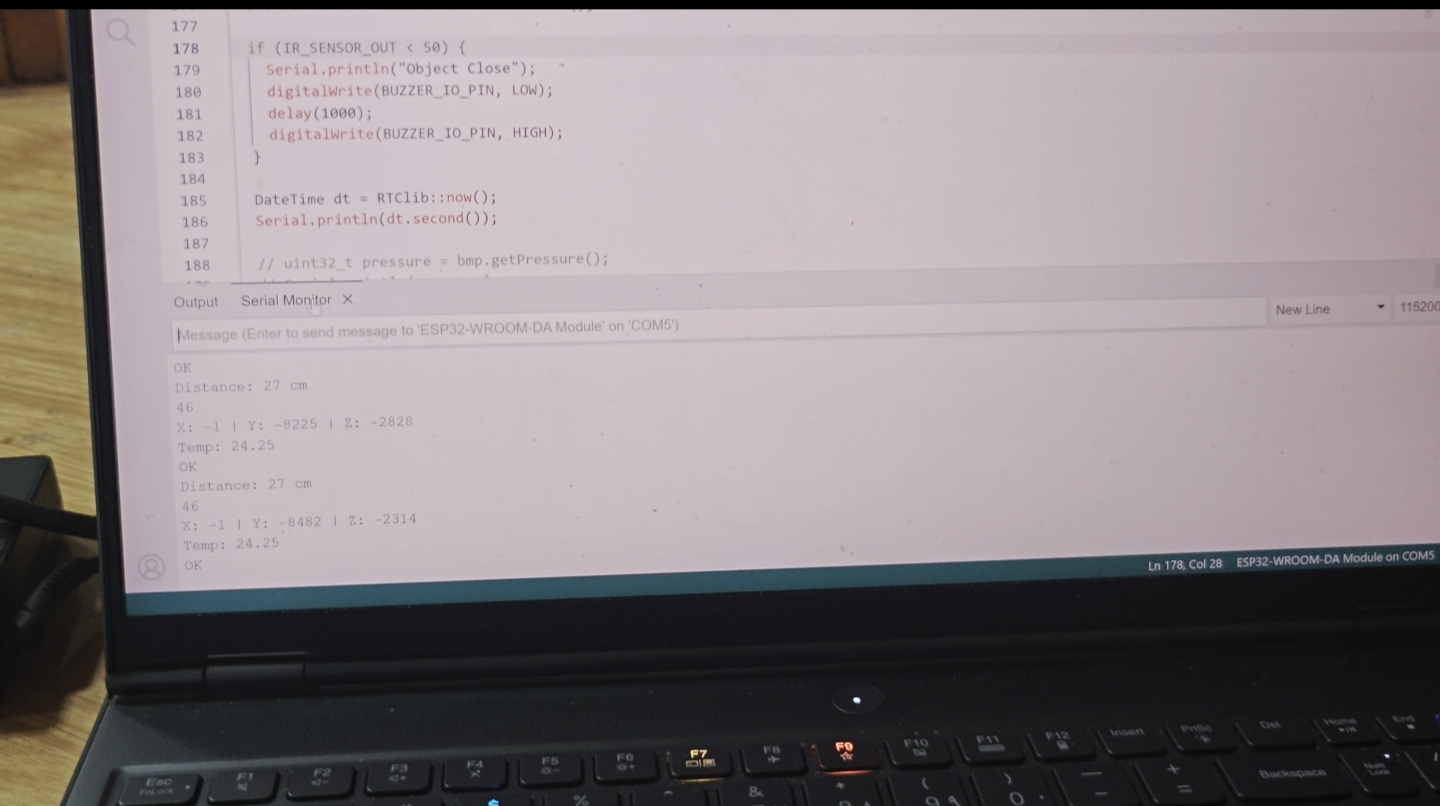 177
178 if (IR_SENSOR_OUT < 50) {
179 Serial.println("Object Close");
180 digitalWrite(BUZZER_IO_PIN, LOW);
181 delay(1000);
182 digitalWrite(BUZZER_IO_PIN, HIGH);
183 }
184
185 DateTime dt = RTClib::now();
186 Serial.println(dt.second());
187
188 // uint32_t pressure = bmp.getPressure();
Output Serial Monitor ×
Message (Enter to send message to 'ESP32-WROOM-DA Module' on 'COM5') New Line 115200
OK
Distance: 27 cm
46
X: -1 | Y: -8225 | Z: -2828
Temp: 24.25
OK
Distance: 27 cm
46
X: -1 | Y: -8482 | Z: -2314
Temp: 24.25
OK
Ln 178, Col 28 ESP32-WROOM-DA Module on COM5
Esc F1 F2 F3 F4 F5 F6 F7 F8 F9 F10 F11 F12 Insert PrtSc Del Home End
FnLock
$ % & * ( ) — + Backspace Num Lock
9 0 - =